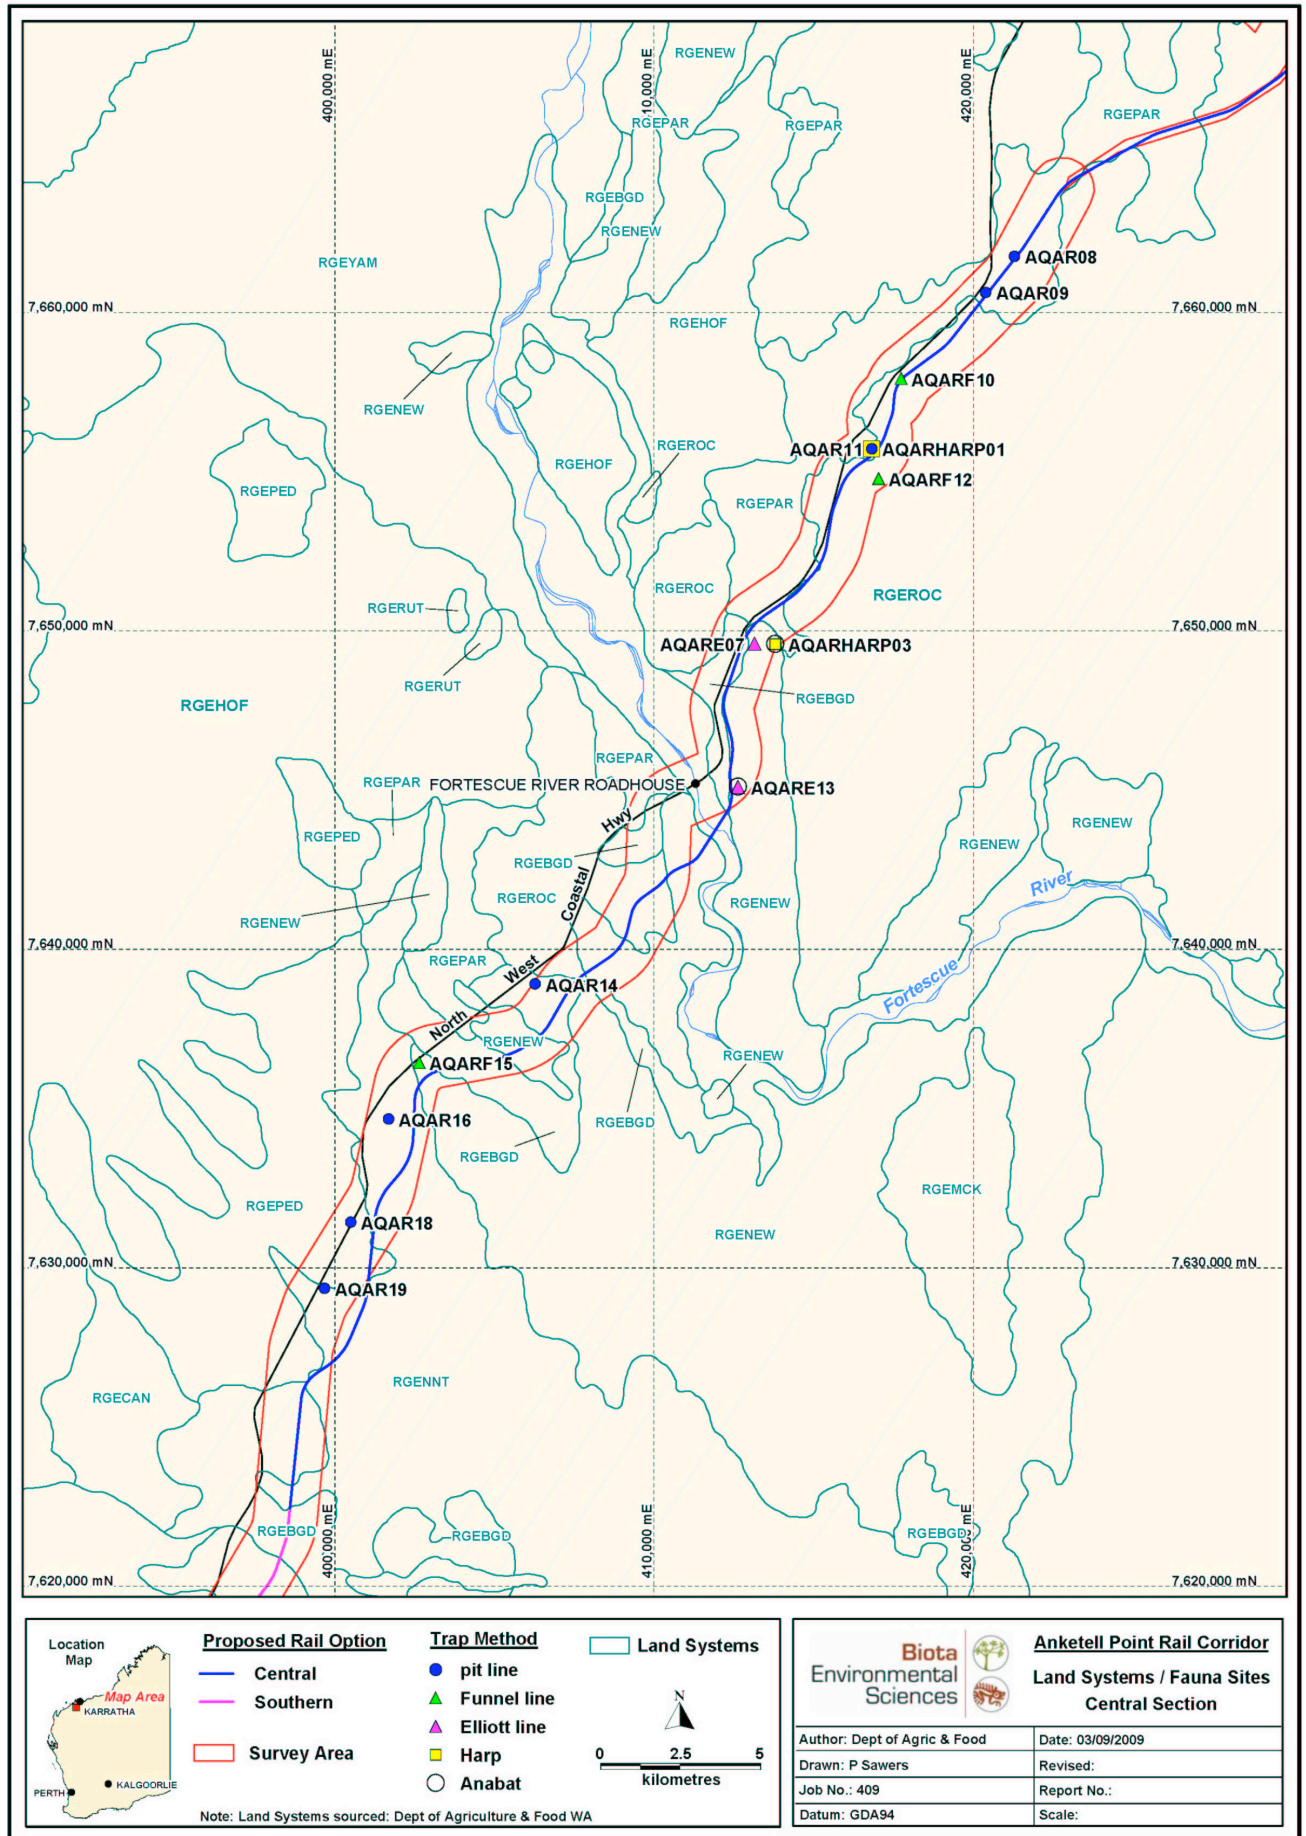 400,000 mE
10,000 mE
420,000 mE
RGENEW
RGEPAR
RGEPAR
RGEPAR
RGEBGD
RGENEW
RGEYAM
AQAR08
AQAR09
7,660,000 mN
7,660,000 mN
RGEHOF
AQARF10
RGENEW
RGEROC
AQAR11
AQARHARP01
RGEHOF
AQARF12
RGEPED
RGEPAR
RGEROC
RGEROC
RGERUT
7,650,000 mN
7,650,000 mN
AQARE07
AQARHARP03
RGERUT
RGEBGD
RGEHOF
RGEPAR
RGEPAR
FORTESCUE RIVER ROADHOUSE
AQARE13
Hwy
RGEPED
RGENEW
RGENEW
RGEBGD
River
Coastal
RGEROC
RGENEW
RGENEW
7,640,000 mN
7,640,000 mN
RGEPAR
West
Fortescue
AQAR14
North
RGENEW
RGENEW
AQARF15
AQAR16
RGEBGD
RGEBGD
RGEMCK
RGEPED
AQAR18
RGENEW
7,630,000 mN
7,630,000 mN
AQAR19
RGENNT
RGECAN
400,000 mE
410,000 mE
420,000 mE
RGEBGD
RGEBGD
RGEBGD
7,620,000 mN
7,620,000 mN
Location
Map
Map Area
KARRATHA
KALGOORLIE
PERTH
Proposed Rail Option
Central
Southern
Survey Area
Trap Method
pit line
Funnel line
Elliott line
Harp
Anabat
Land Systems
N
0 2.5 5
kilometres
Note: Land Systems sourced: Dept of Agriculture & Food WA
Biota
Environmental
Sciences
Anketell Point Rail Corridor
Land Systems / Fauna Sites
Central Section
Author: Dept of Agric & Food
Date: 03/09/2009
Drawn: P Sawers
Revised:
Job No.: 409
Report No.:
Datum: GDA94
Scale: